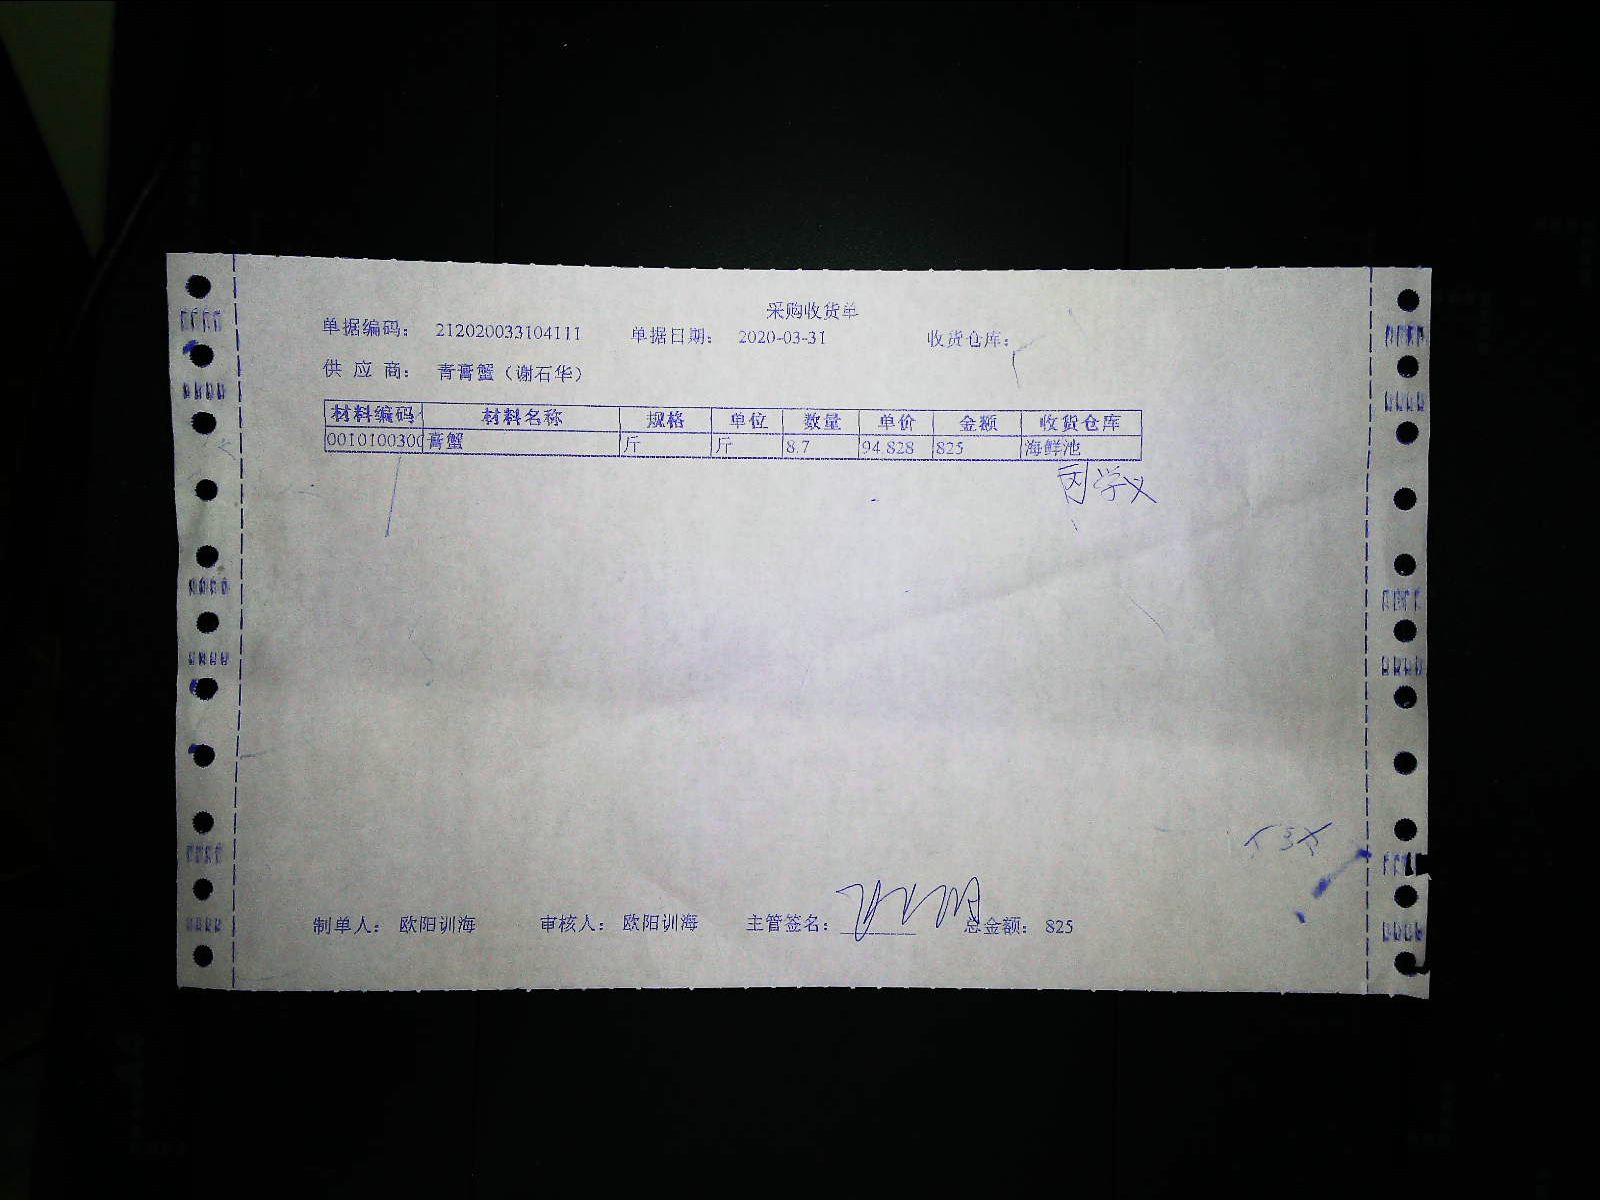 采购收货单
单据编码： 212020033104111 单据日期： 2020-03-31 收货仓库：
供 应 商： 青膏蟹（谢石华）
材料编码 材料名称 规格 单位 数量 单价 金额 收货仓库
0010100300 膏蟹 斤 斤 8.7 94.828 825 海鲜池
制单人： 欧阳训海 审核人： 欧阳训海 主管签名： 总金额： 825